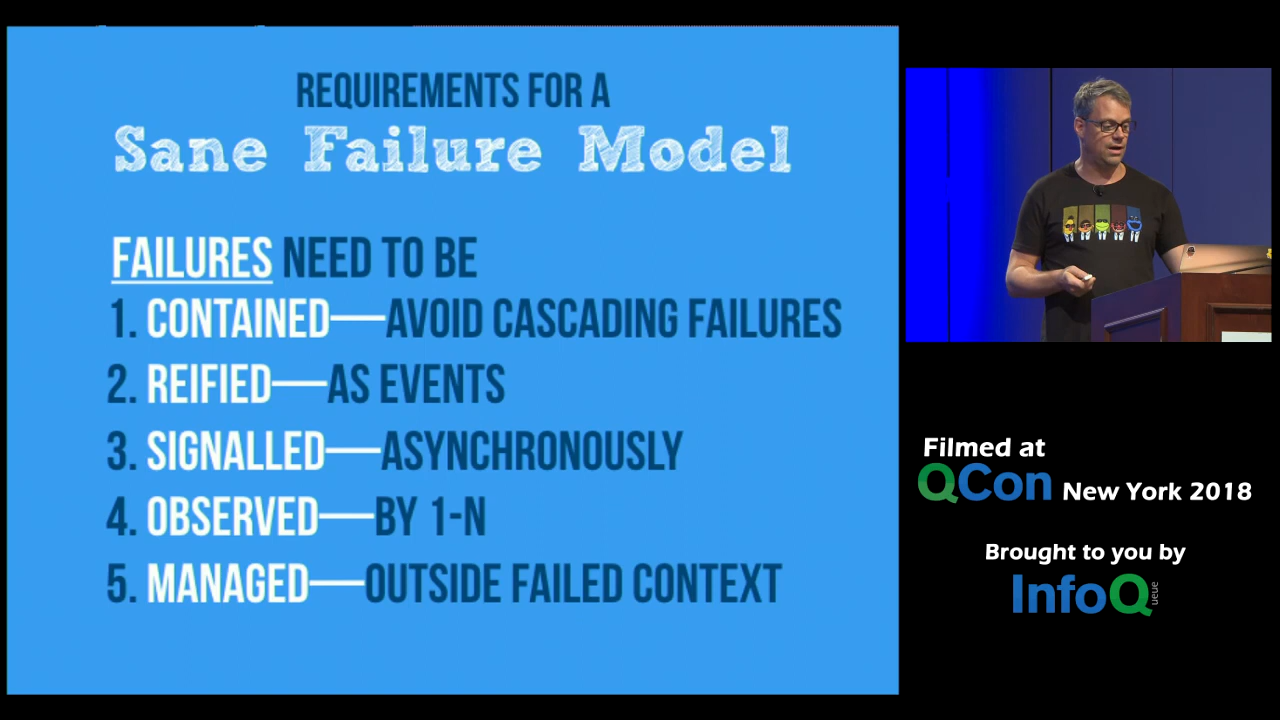 REQUIREMENTS FOR A
Sane Failure Model
FAILURES NEED TO BE
1. CONTAINED—AVOID CASCADING FAILURES
2. REIFIED—AS EVENTS
3. SIGNALLED—ASYNCHRONOUSLY
4. OBSERVED—BY 1-N
5. MANAGED—OUTSIDE FAILED CONTEXT
Filmed at
QCon New York 2018
Brought to you by
InfoQueue